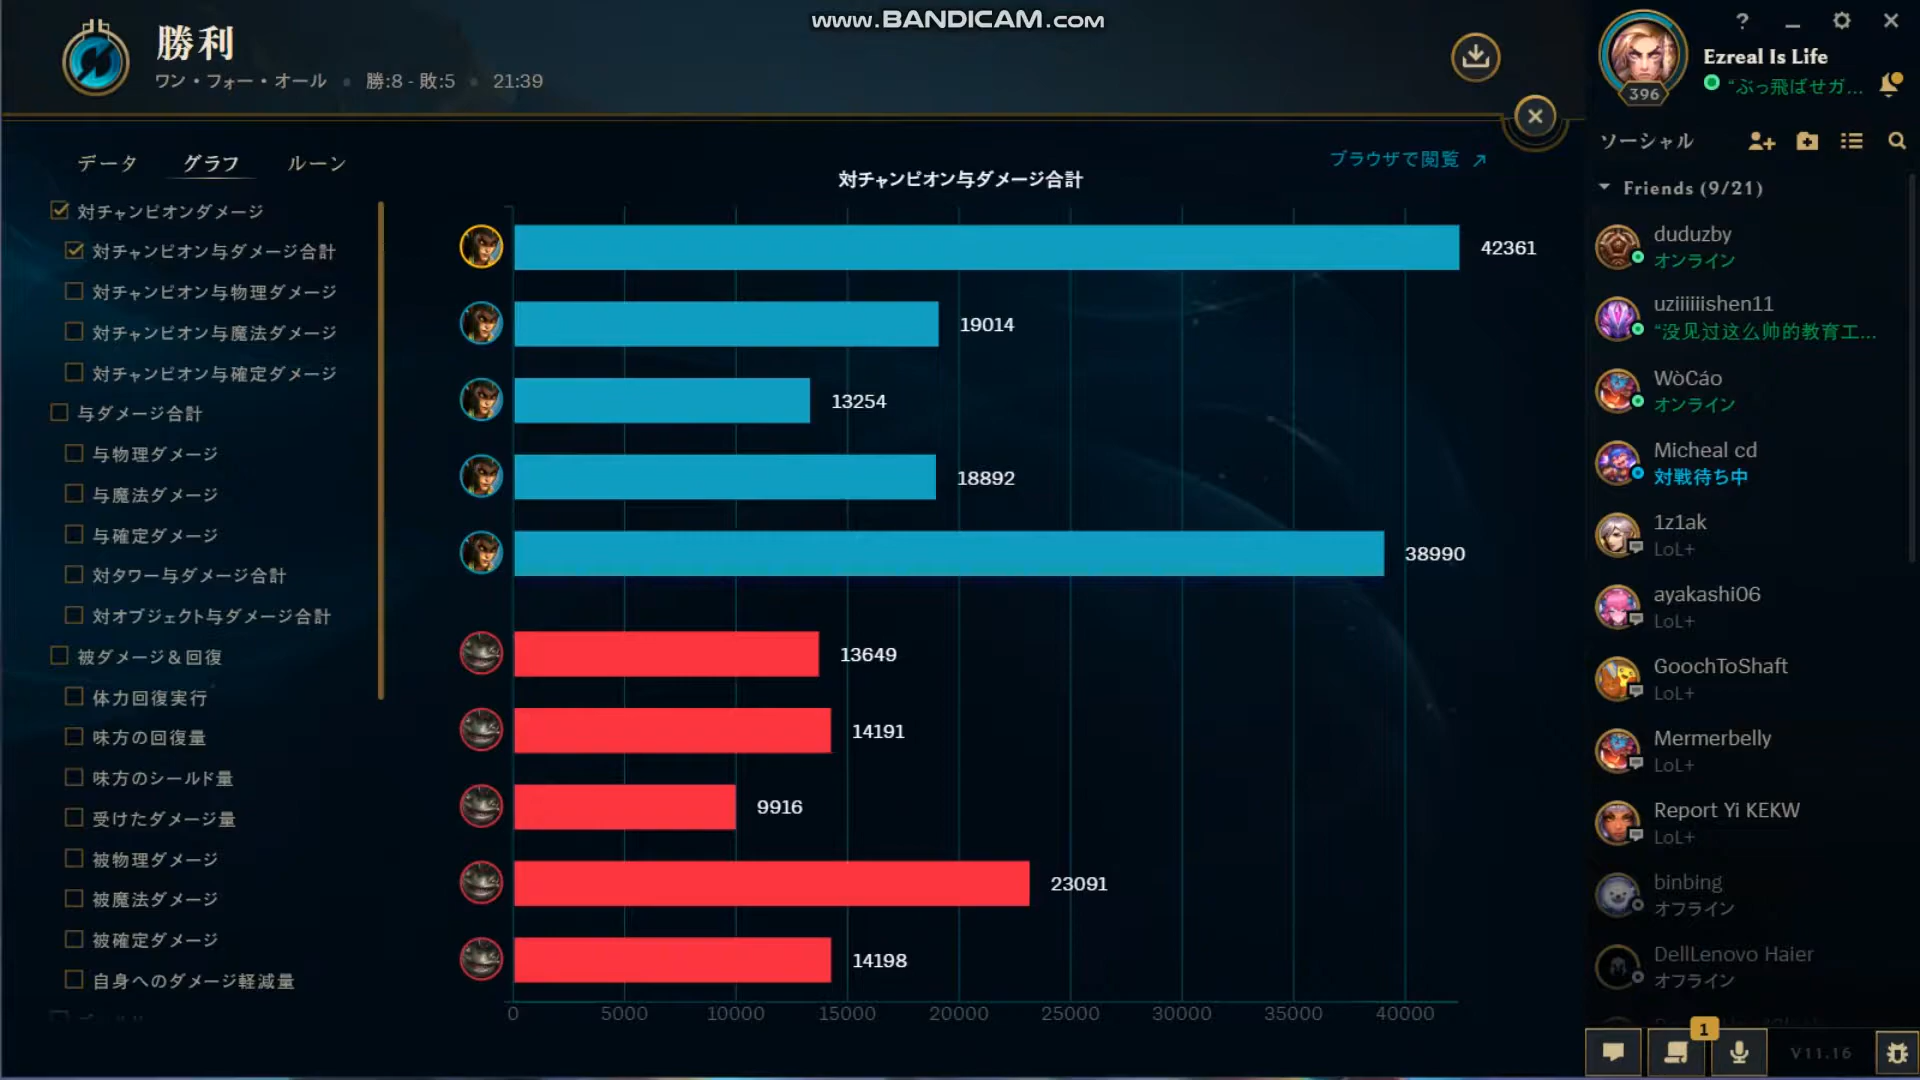 www.BANDICAM.com
勝利
ワン・フォー・オール • 勝:8 - 敗:5 • 21:39
データ グラフ ルーン
ブラウザで閲覧
対チャンピオンダメージ
対チャンピオン与ダメージ合計
対チャンピオン与物理ダメージ
対チャンピオン与魔法ダメージ
対チャンピオン与確定ダメージ
与ダメージ合計
与物理ダメージ
与魔法ダメージ
与確定ダメージ
対タワー与ダメージ合計
対オブジェクト与ダメージ合計
被ダメージ＆回復
体力回復実行
味方の回復量
味方のシールド量
受けたダメージ量
被物理ダメージ
被魔法ダメージ
被確定ダメージ
自身へのダメージ軽減量
対チャンピオン与ダメージ合計
42361
19014
13254
18892
38990
13649
14191
9916
23091
14198
0 5000 10000 15000 20000 25000 30000 35000 40000
?
396
Ezreal Is Life
“ぶっ飛ばせガ...
ソーシャル
Friends (9/21)
duduzby
オンライン
uziiiiiishen11
“没见过这么帅的教育工...
WòCáo
オンライン
Micheal cd
対戦待ち中
1z1ak
LoL+
ayakashi06
LoL+
GoochToShaft
LoL+
Mermerbelly
LoL+
Report Yi KEKW
LoL+
binbing
オフライン
DellLenovo Haier
オフライン
1
V11.16